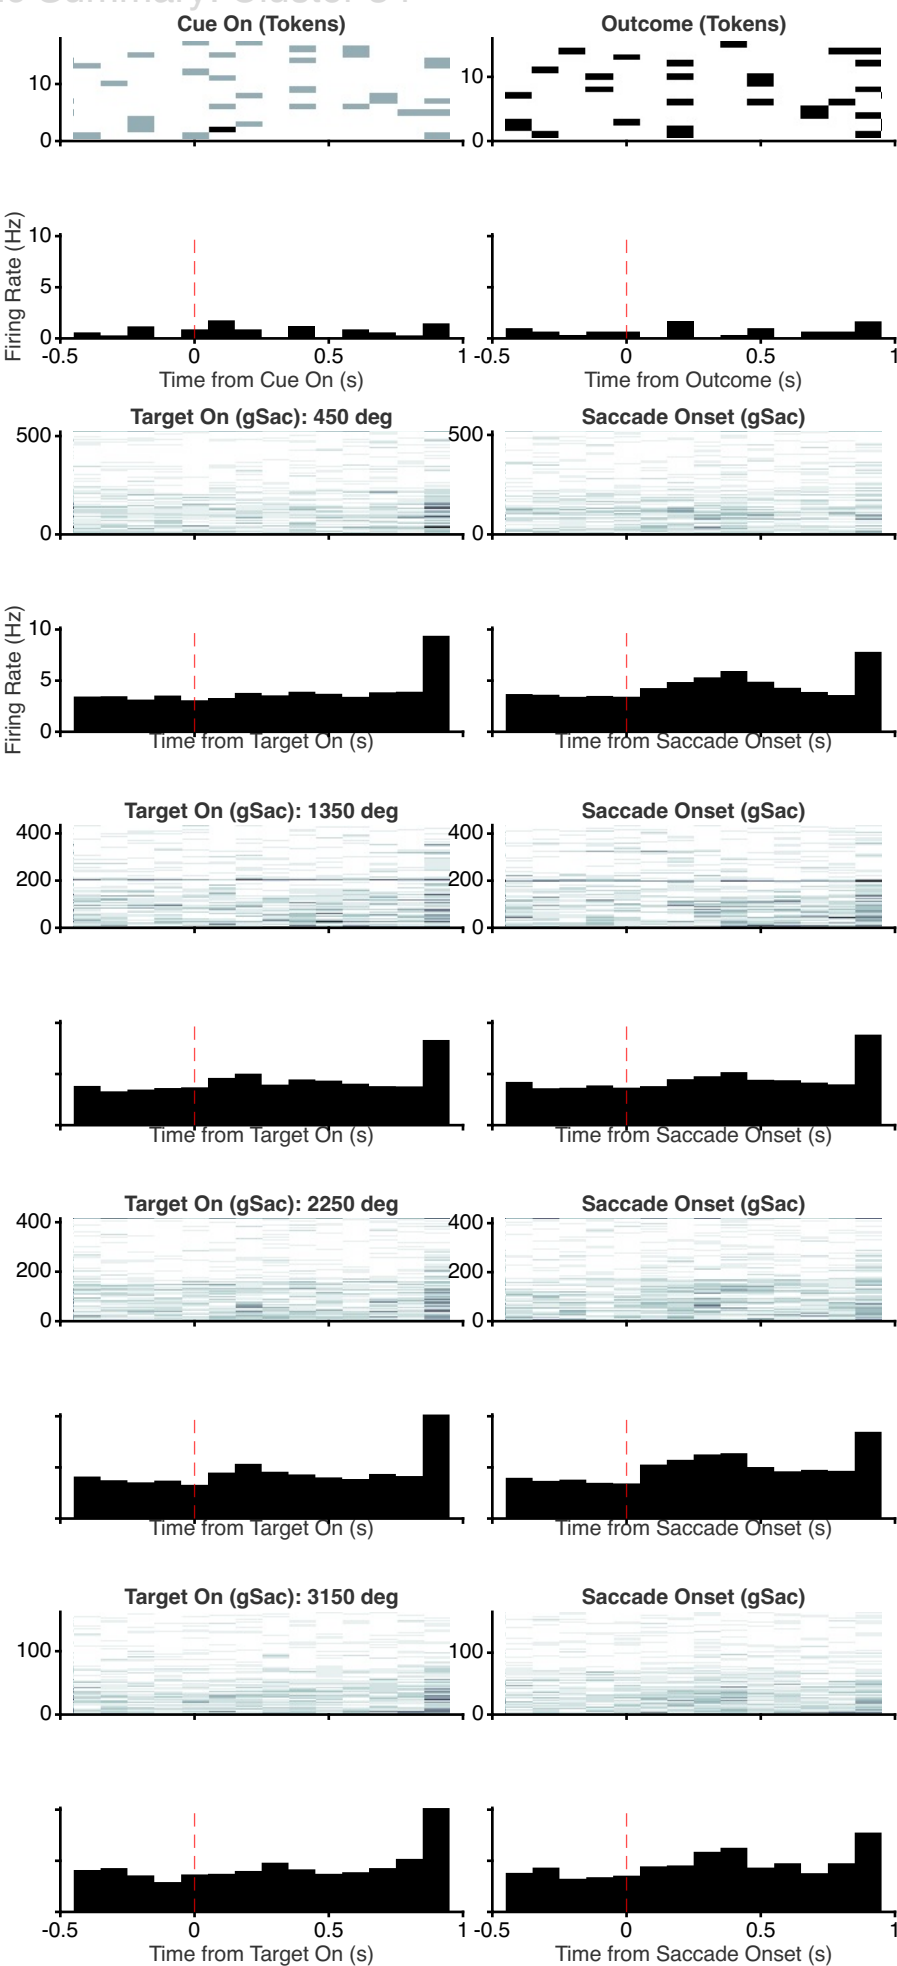 Summary: Cluster
Cue On (Tokens) Outcome (Tokens)
10 10
0 0
Firing Rate (Hz)
10
5
0
-0.5 0 0.5 1 -0.5 0 0.5 1
Time from Cue On (s) Time from Outcome (s)
Target On (gSac): 450 deg Saccade Onset (gSac)
500 500
0 0
Firing Rate (Hz)
10
5
0
Time from Target On (s) Time from Saccade Onset (s)
Target On (gSac): 1350 deg Saccade Onset (gSac)
400 400
200 200
0 0
Time from Target On (s) Time from Saccade Onset (s)
Target On (gSac): 2250 deg Saccade Onset (gSac)
400 400
200 200
0 0
Time from Target On (s) Time from Saccade Onset (s)
Target On (gSac): 3150 deg Saccade Onset (gSac)
100 100
0 0
-0.5 0 0.5 1 -0.5 0 0.5 1
Time from Target On (s) Time from Saccade Onset (s)